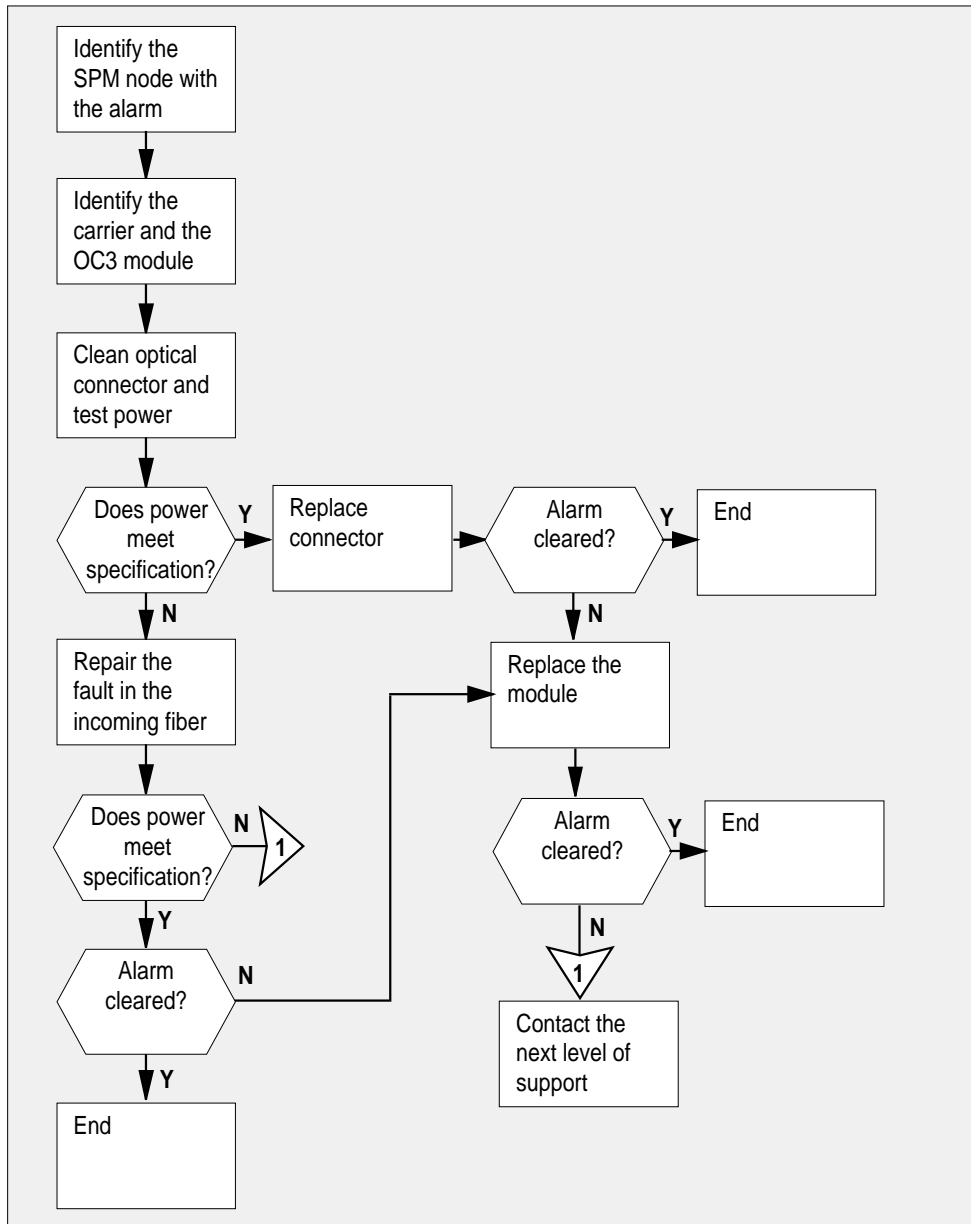 Identify the
SPM node with
the alarm
Identify the
carrier and the
OC3 module
Clean optical
connector and
test power
Does power
meet
specification?
Y
Replace
connector
Alarm
cleared?
Y
End
N
N
Repair the
fault in the
incoming fiber
Replace the
module
Does power
meet
specification?
N
1
Alarm
cleared?
Y
End
Y
N
Alarm
cleared?
N
1
Contact the
next level of
support
Y
End